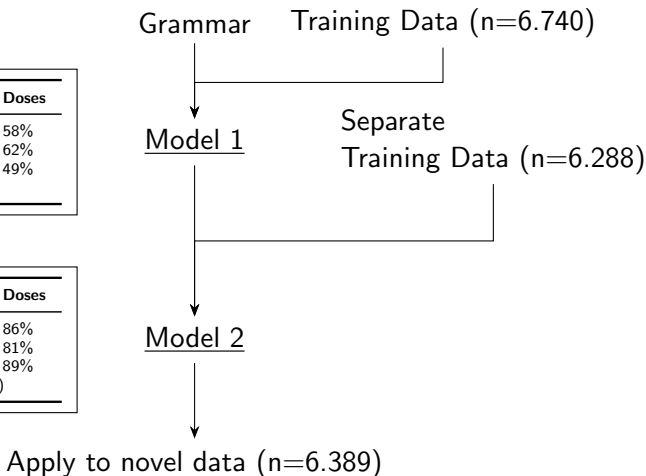 Grammar
Training Data (n=6.740)
Doses
58%
62%
49%
Model 1
Separate
Training Data (n=6.288)
Doses
86%
81%
89%
)
Model 2
Apply to novel data (n=6.389)